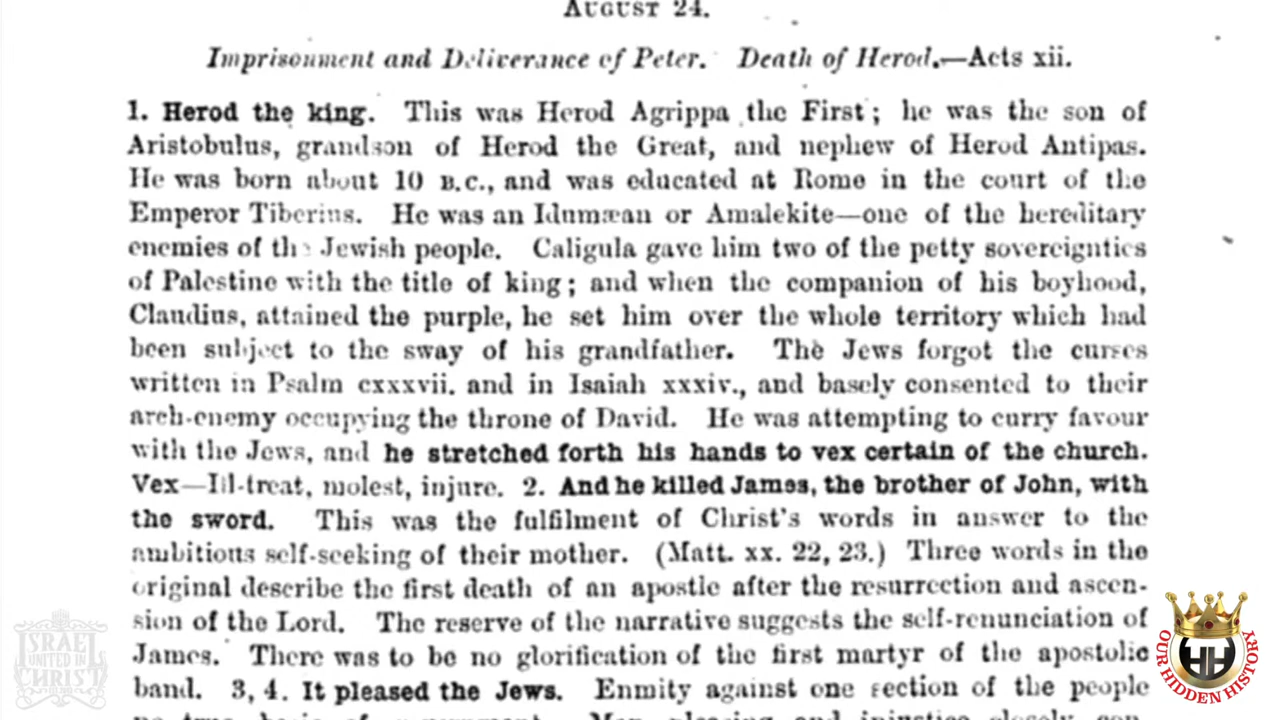 AUGUST 24.
Imprisonment and Deliverance of Peter. Death of Herod.—Acts xii.
1. Herod the king. This was Herod Agrippa the First; he was the son of
Aristobulus, grandson of Herod the Great, and nephew of Herod Antipas.
He was born about 10 B.C., and was educated at Rome in the court of the
Emperor Tiberius. He was an Idumæan or Amalekite—one of the hereditary
enemies of the Jewish people. Caligula gave him two of the petty sovereignties
of Palestine with the title of king; and when the companion of his boyhood,
Claudius, attained the purple, he set him over the whole territory which had
been subject to the sway of his grandfather. The Jews forgot the curses
written in Psalm cxxxvii. and in Isaiah xxxiv., and basely consented to their
arch-enemy occupying the throne of David. He was attempting to curry favour
with the Jews, and he stretched forth his hands to vex certain of the church.
Vex—Ill-treat, molest, injure. 2. And he killed James, the brother of John, with
the sword. This was the fulfilment of Christ's words in answer to the
ambitious self-seeking of their mother. (Matt. xx. 22, 23.) Three words in the
original describe the first death of an apostle after the resurrection and ascen-
sion of the Lord. The reserve of the narrative suggests the self-renunciation of
James. There was to be no glorification of the first martyr of the apostolic
band. 3, 4. It pleased the Jews. Enmity against one section of the people
ISRAEL
UNITED IN
CHRIST
OUR HIDDEN HISTORY